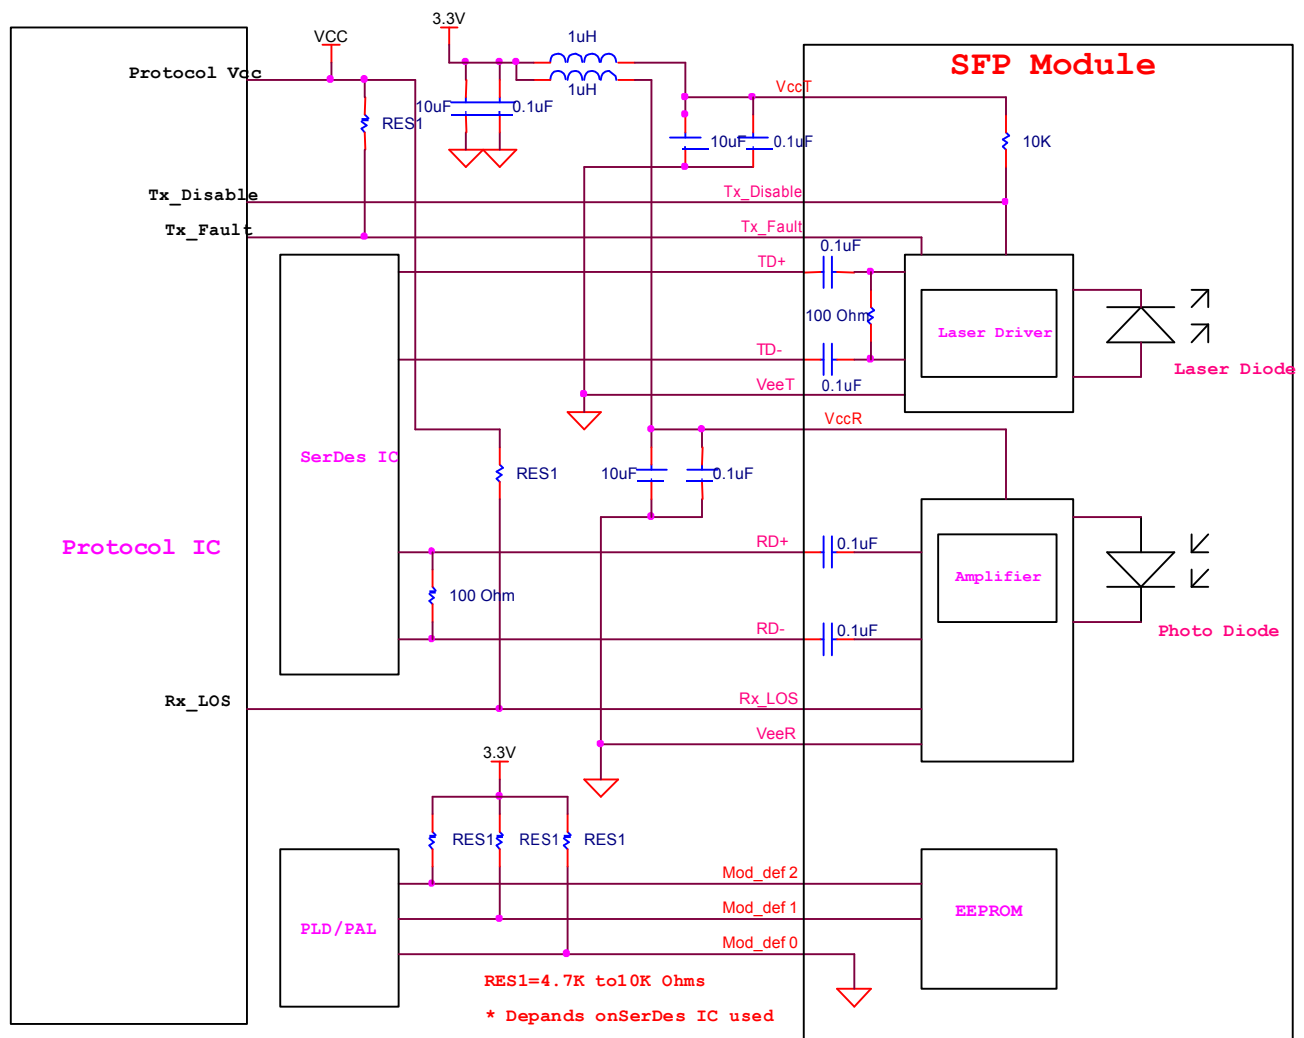 3.3V
VCC
1uH
SFP Module
Protocol Vcc
1uH
VccT
10uF
0.1uF
RES1
10uF
0.1uF
10K
Tx_Disable
Tx_Disable
Tx_Fault
Tx_Fault
0.1uF
TD+
100 Ohm
Laser Driver
TD-
Laser Diode
VeeT
0.1uF
VccR
SerDes IC
RES1
10uF
0.1uF
Protocol IC
RD+
0.1uF
Amplifier
100 Ohm
RD-
0.1uF
Photo Diode
Rx_LOS
Rx_LOS
VeeR
3.3V
RES1
RES1
RES1
Mod_def 2
Mod_def 1
EEPROM
PLD/PAL
Mod_def 0
RES1=4.7K to10K Ohms
* Depands onSerDes IC used